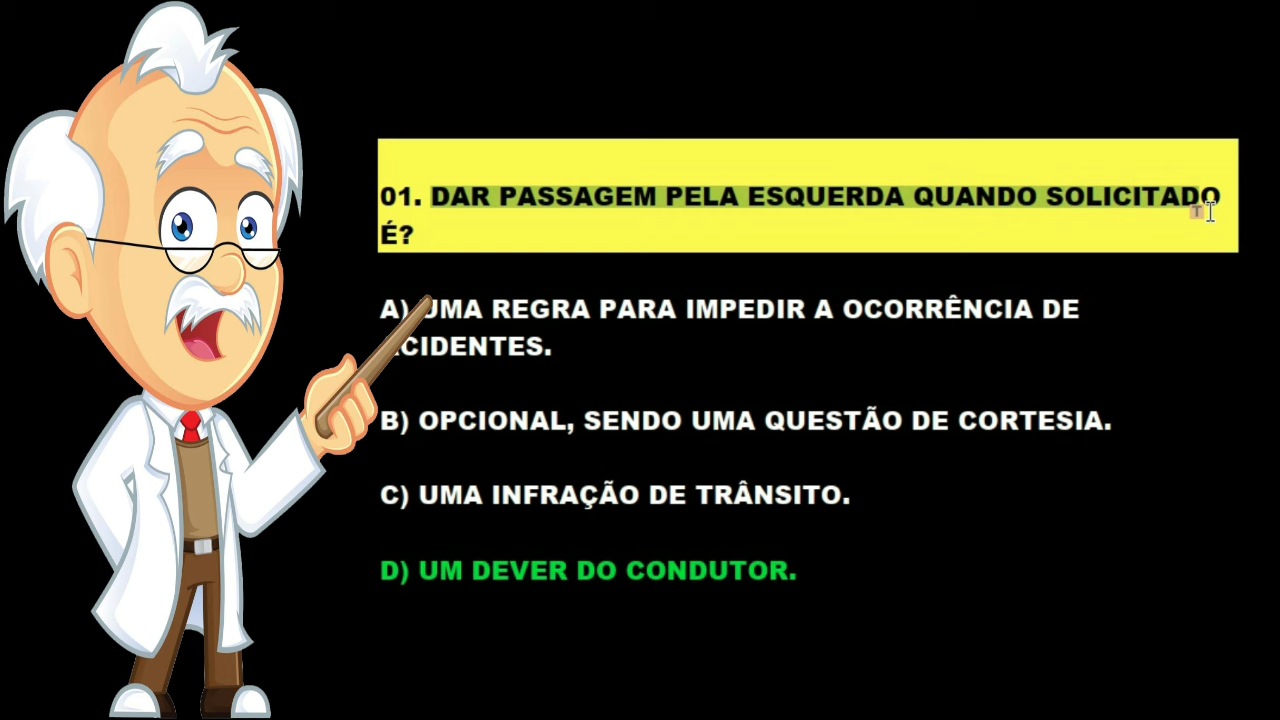 01. DAR PASSAGEM PELA ESQUERDA QUANDO SOLICITADO
É?
A) UMA REGRA PARA IMPEDIR A OCORRÊNCIA DE
ACIDENTES.
B) OPCIONAL, SENDO UMA QUESTÃO DE CORTESIA.
C) UMA INFRAÇÃO DE TRÂNSITO.
D) UM DEVER DO CONDUTOR.